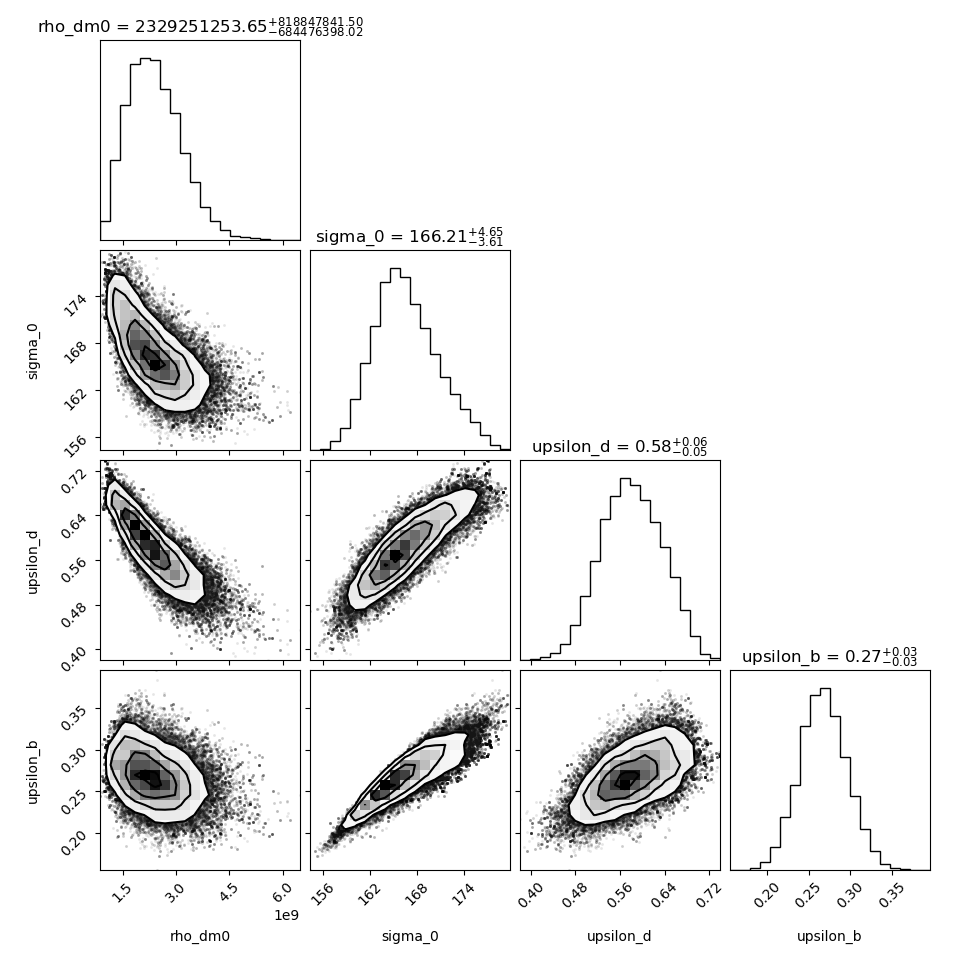 rho_dm0 = 2329251253.65+818847841.50−684476398.02
sigma_0 = 166.21+4.65−3.61
174
168
162
156
sigma_0
upsilon_d = 0.58+0.06−0.05
0.72
0.64
0.56
0.48
0.40
upsilon_d
upsilon_b = 0.27+0.03−0.03
0.35
0.30
0.25
0.20
upsilon_b
1.5 3.0 4.5 6.0 156 162 168 174 0.40 0.48 0.56 0.64 0.72 0.20 0.25 0.30 0.35
1e9
rho_dm0 sigma_0 upsilon_d upsilon_b